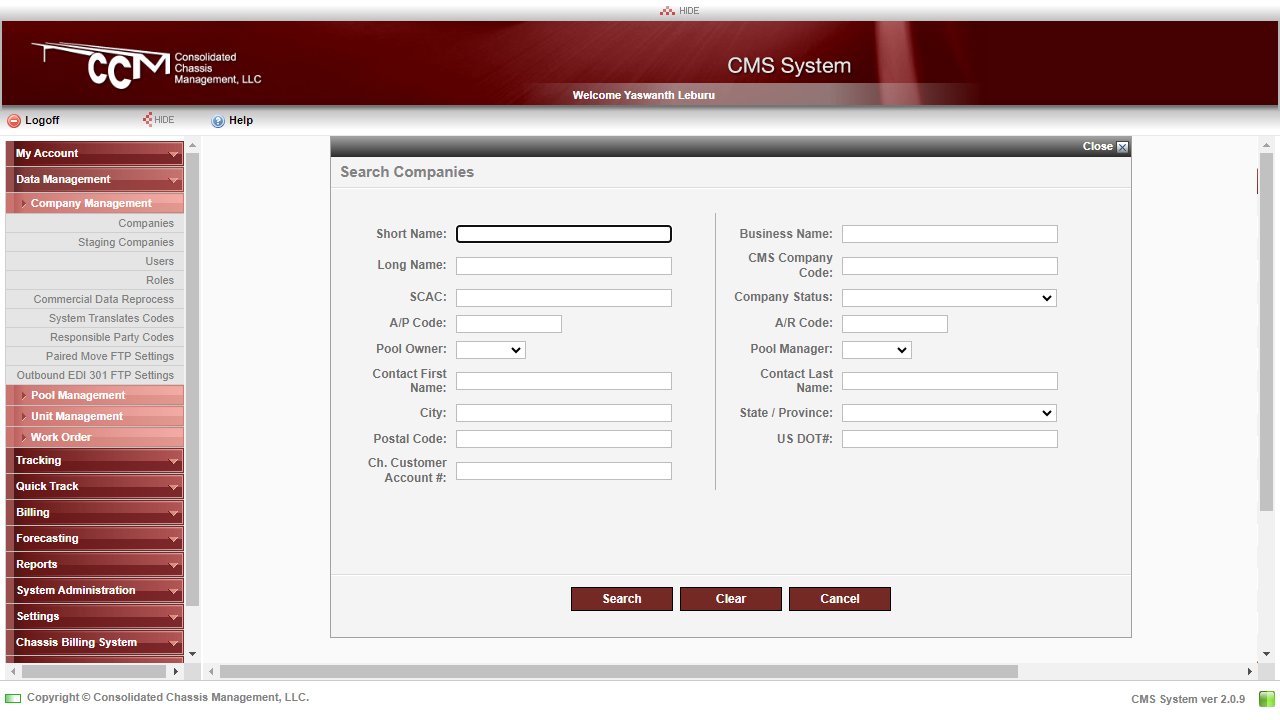 HIDE
CCM
Consolidated
Chassis
Management, LLC
CMS System
Welcome Yaswanth Leburu
Logoff
HIDE
Help
My Account
Data Management
Company Management
Companies
Staging Companies
Users
Roles
Commercial Data Reprocess
System Translates Codes
Responsible Party Codes
Paired Move FTP Settings
Outbound EDI 301 FTP Settings
Pool Management
Unit Management
Work Order
Tracking
Quick Track
Billing
Forecasting
Reports
System Administration
Settings
Chassis Billing System
Close
Search Companies
Short Name:
Business Name:
Long Name:
CMS Company
Code:
SCAC:
Company Status:
A/P Code:
A/R Code:
Pool Owner:
Pool Manager:
Contact First
Name:
Contact Last
Name:
City:
State / Province:
Postal Code:
US DOT#:
Ch. Customer
Account #:
Search
Clear
Cancel
Copyright © Consolidated Chassis Management, LLC.
CMS System ver 2.0.9